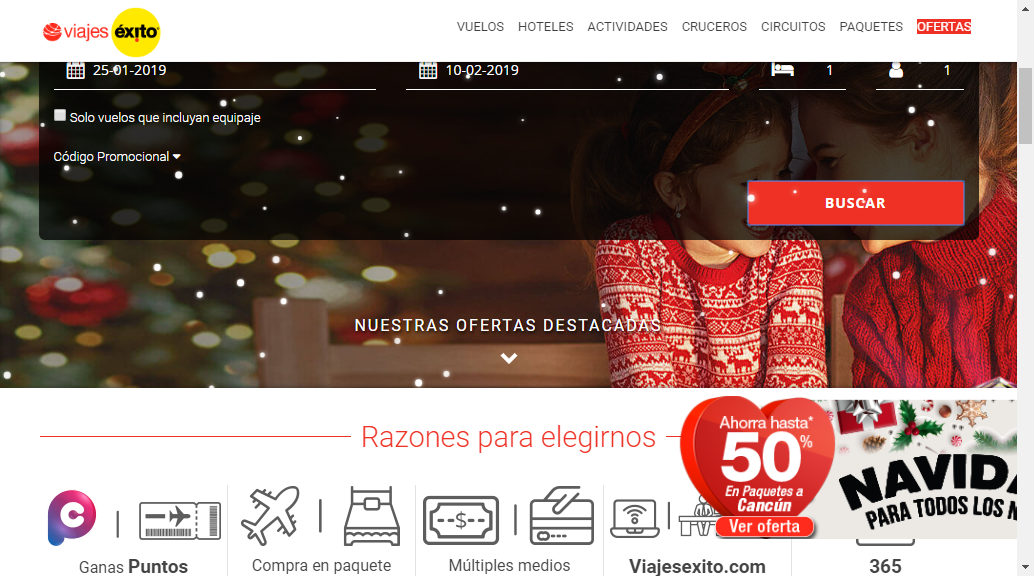 viajes éxito
VUELOS HOTELES ACTIVIDADES CRUCEROS CIRCUITOS PAQUETES OFERTAS
25-01-2019 10-02-2019 1 1
Solo vuelos que incluyan equipaje
Código Promocional
BUSCAR
NUESTRAS OFERTAS DESTACADAS
Razones para elegirnos
Ahorra hasta*
50%
En Paquetes a
Cancún
Ver oferta
NAVIDA
PARA TODOS LOS
Ganas Puntos
Compra en paquete
Múltiples medios
Viajesexito.com
365